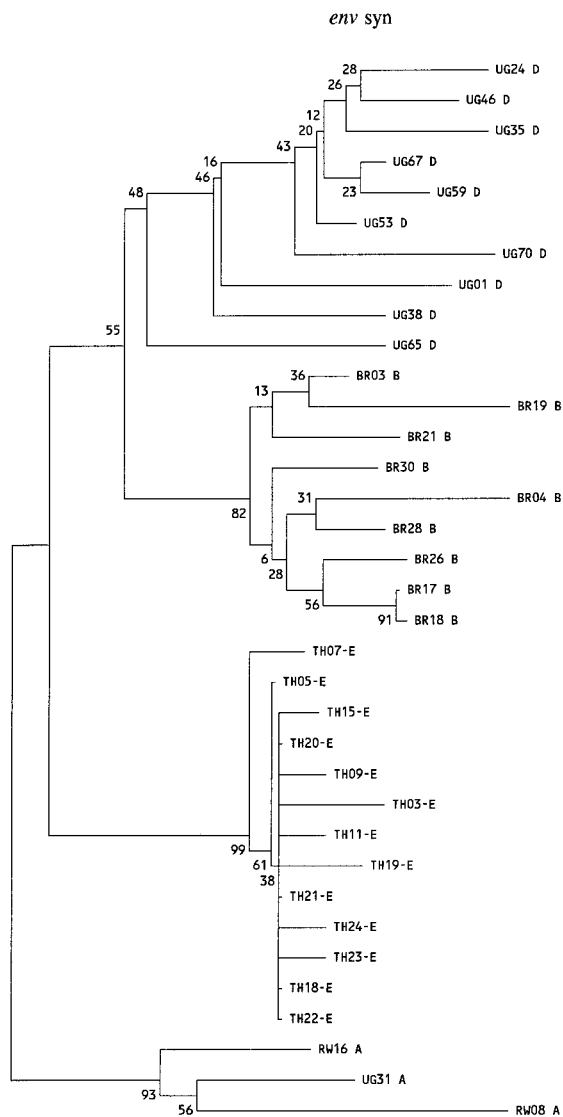 env syn
28
UG24 D
26
UG46 D
12
UG35 D
20
43
UG67 D
16
46
23
UG59 D
48
UG53 D
UG70 D
UG01 D
UG38 D
55
UG65 D
36
BR03 B
13
BR19 B
BR21 B
BR30 B
31
BR04 B
82
BR28 B
6
28
BR26 B
BR17 B
56
91
BR18 B
TH07-E
TH05-E
TH15-E
TH20-E
TH09-E
TH03-E
TH11-E
99
61
TH19-E
38
TH21-E
TH24-E
TH23-E
TH18-E
TH22-E
RW16 A
UG31 A
93
56
RW08 A